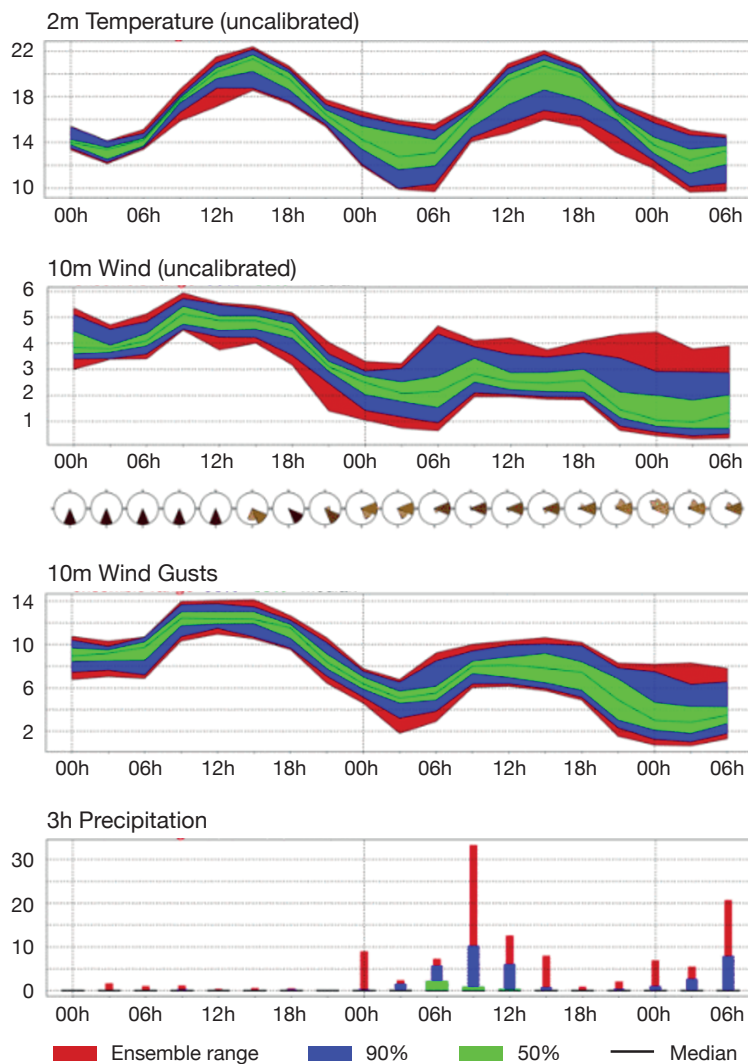 2m Temperature (uncalibrated)
22
18
14
10
00h 06h 12h 18h 00h 06h 12h 18h 00h 06h
10m Wind (uncalibrated)
6
5
4
3
2
1
00h 06h 12h 18h 00h 06h 12h 18h 00h 06h
10m Wind Gusts
14
10
6
2
00h 06h 12h 18h 00h 06h 12h 18h 00h 06h
3h Precipitation
30
20
10
0
00h 06h 12h 18h 00h 06h 12h 18h 00h 06h
Ensemble range 90% 50% Median